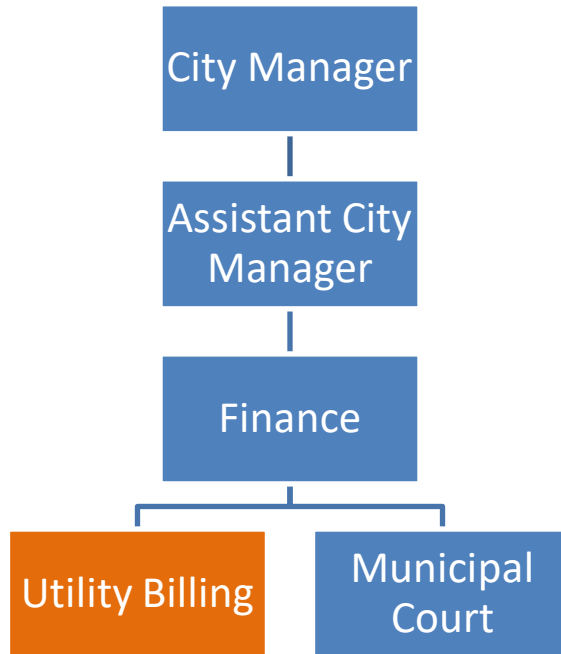 City Manager
Assistant City
Manager
Finance
Utility Billing
Municipal
Court